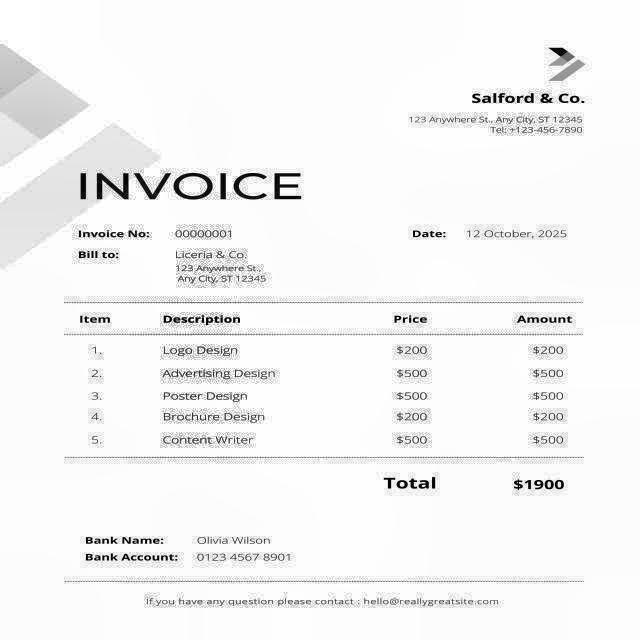 Salford & Co.
123 Anywhere St., Any City, ST 12345
Tel: +123-456-7890
INVOICE
Invoice No: 00000001 Date: 12 October, 2025
Bill to: Liceria & Co.
123 Anywhere St.,
Any City, ST 12345
Item Description Price Amount
1. Logo Design $200 $200
2. Advertising Design $500 $500
3. Poster Design $500 $500
4. Brochure Design $200 $200
5. Content Writer $500 $500
Total $1900
Bank Name: Olivia Wilson
Bank Account: 0123 4567 8901
If you have any question please contact : hello@reallygreatsite.com